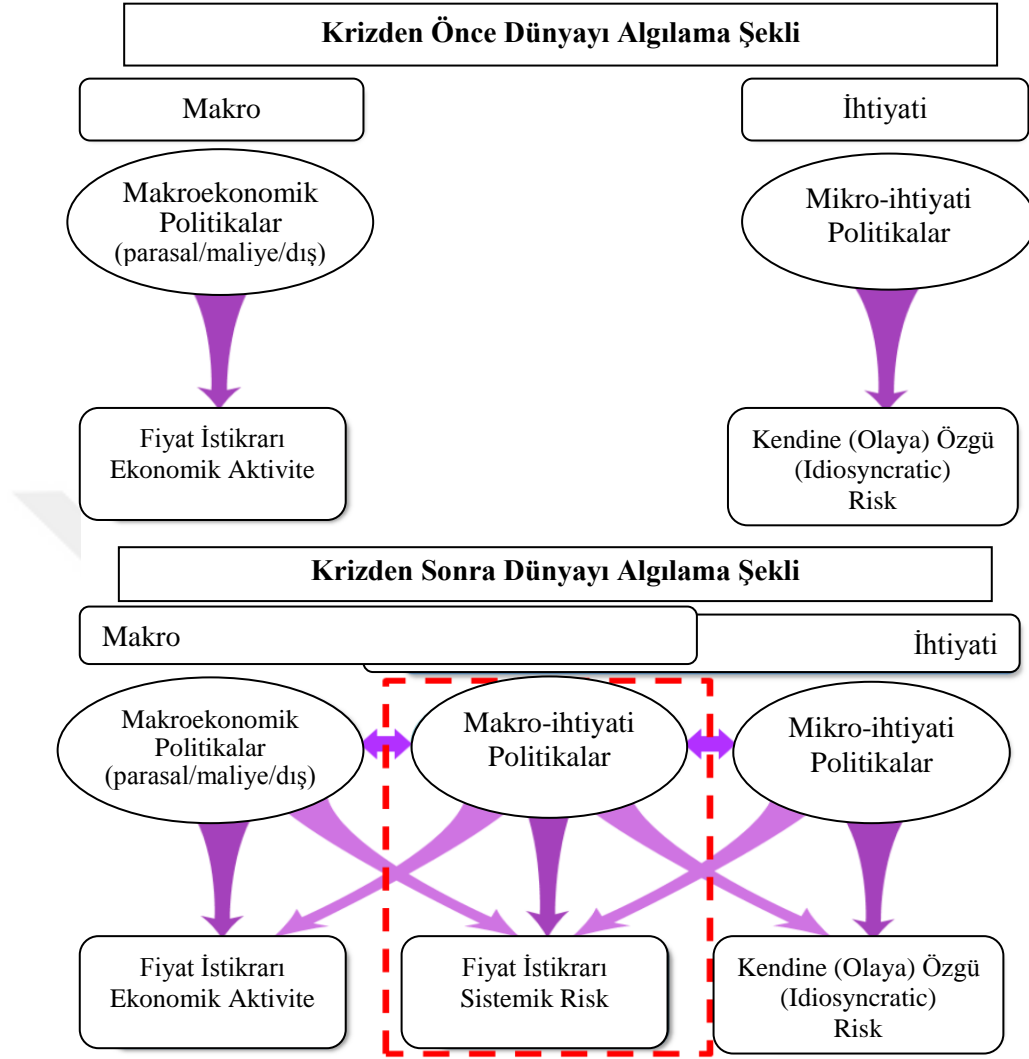 Krizden Önce Dünyayı Algılama Şekli
Makro
İhtiyati
Makroekonomik
Politikalar
(parasal/maliye/dış)
Mikro-ihtiyati
Politikalar
Fiyat İstikrarı
Ekonomik Aktivite
Kendine (Olaya) Özgü
(Idiosyncratic)
Risk
Krizden Sonra Dünyayı Algılama Şekli
Makro
İhtiyati
Makroekonomik
Politikalar
(parasal/maliye/dış)
Makro-ihtiyati
Politikalar
Mikro-ihtiyati
Politikalar
Fiyat İstikrarı
Ekonomik Aktivite
Fiyat İstikrarı
Sistemik Risk
Kendine (Olaya) Özgü
(Idiosyncratic)
Risk